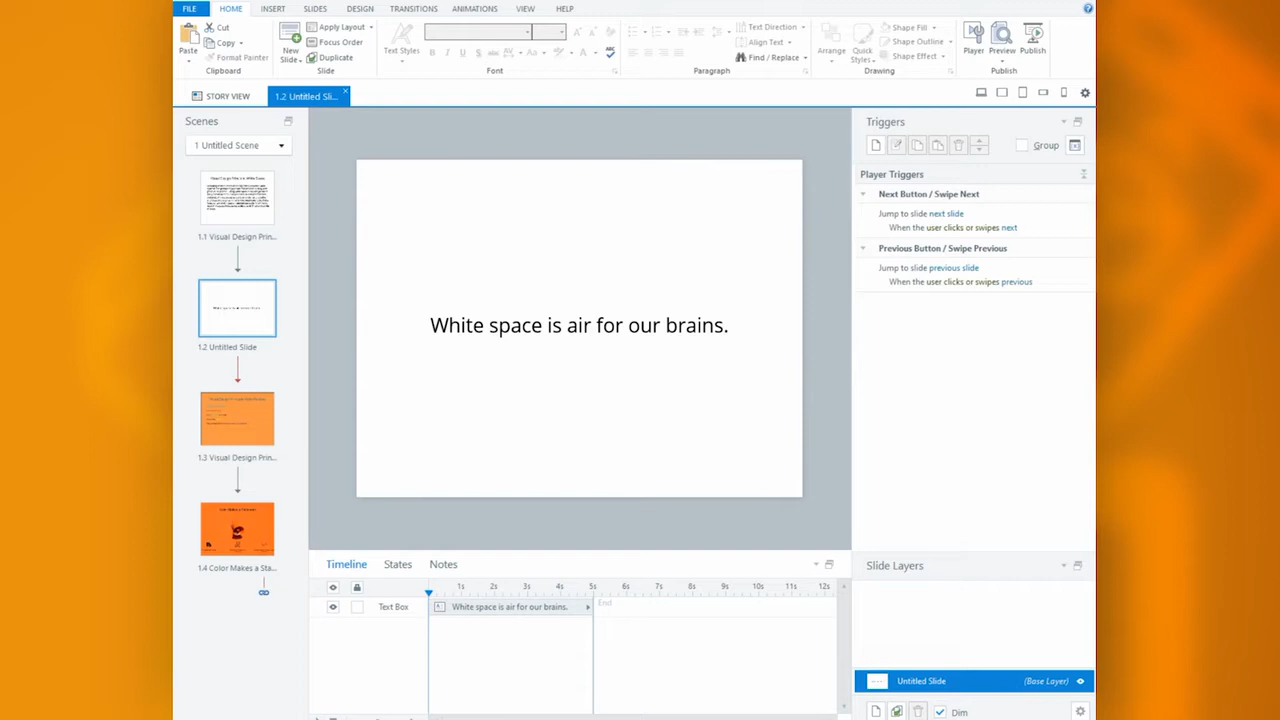 FILE HOME INSERT SLIDES DESIGN TRANSITIONS ANIMATIONS VIEW HELP
Cut Apply Layout Text Direction Shape Fill
Copy Focus Order Align Text Shape Outline
Paste Format Painter New Slide Duplicate Text Styles Find / Replace Arrange Quick Styles Shape Effect Player Preview Publish
Clipboard Slide Font Paragraph Drawing Publish
STORY VIEW 1.2 Untitled Sli...
Scenes
1 Untitled Scene
1.1 Visual Design Prin...
1.2 Untitled Slide
1.3 Visual Design Prin...
1.4 Color Makes a Sta...
White space is air for our brains.
Triggers
Group
Player Triggers
Next Button / Swipe Next
Jump to slide next slide
When the user clicks or swipes next
Previous Button / Swipe Previous
Jump to slide previous slide
When the user clicks or swipes previous
Timeline States Notes
1s 2s 3s 4s 5s 6s 7s 8s 9s 10s 11s 12s
Text Box White space is air for our brains. End
Slide Layers
Untitled Slide (Base Layer)
Dim